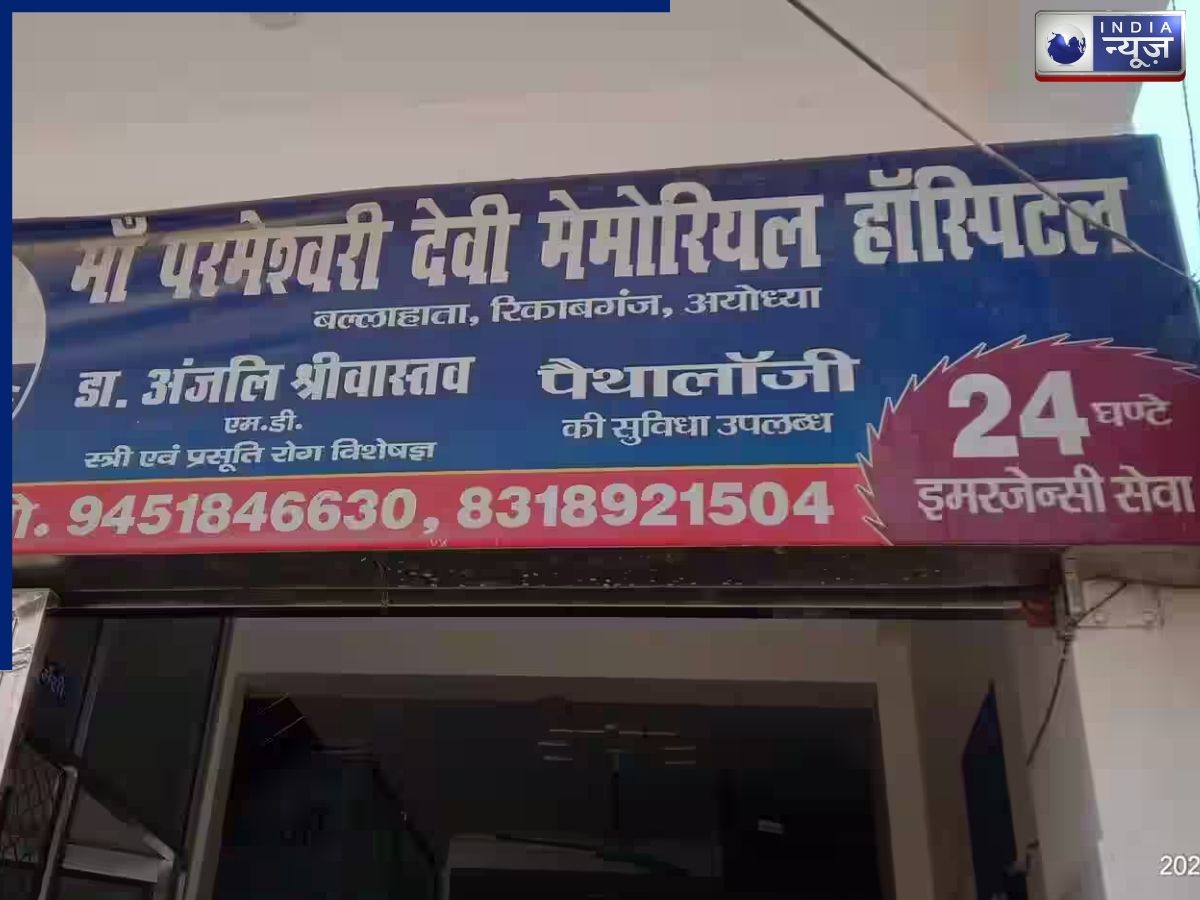 INDIA
न्यूज़
माँ परमेश्वरी देवी मेमोरियल हॉस्पिटल
बल्लाहाता, रिकाबगंज, अयोध्या
डा. अंजलि श्रीवास्तव
एम.डी.
स्त्री एवं प्रसूति रोग विशेषज्ञ
पैथालॉजी
की सुविधा उपलब्ध
24 घण्टे
इमरजेन्सी सेवा
मो. 9451846630, 8318921504
202